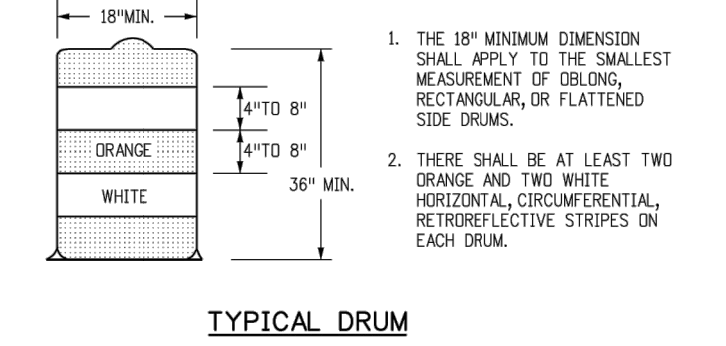 18"MIN.
4"TO 8"
ORANGE
4"TO 8"
36" MIN.
WHITE
1. THE 18" MINIMUM DIMENSION
SHALL APPLY TO THE SMALLEST
MEASUREMENT OF OBLONG,
RECTANGULAR, OR FLATTENED
SIDE DRUMS.
2. THERE SHALL BE AT LEAST TWO
ORANGE AND TWO WHITE
HORIZONTAL, CIRCUMFERENTIAL,
RETROREFLECTIVE STRIPES ON
EACH DRUM.
TYPICAL DRUM